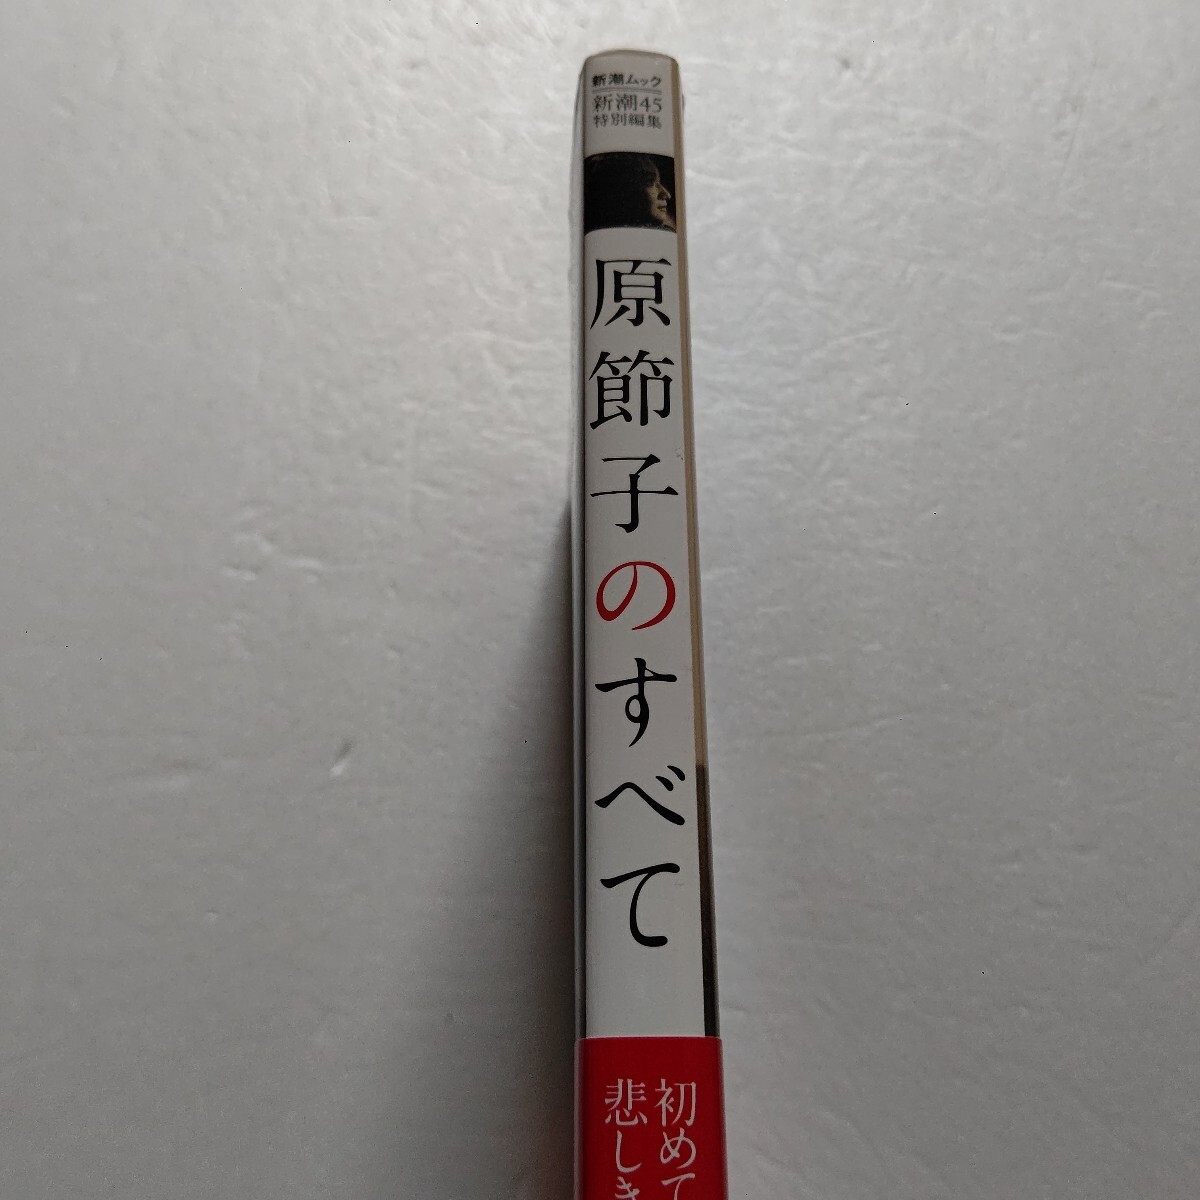 新潮ムック
新潮45
特別編集
原節子のすべて
初めて
悲しき